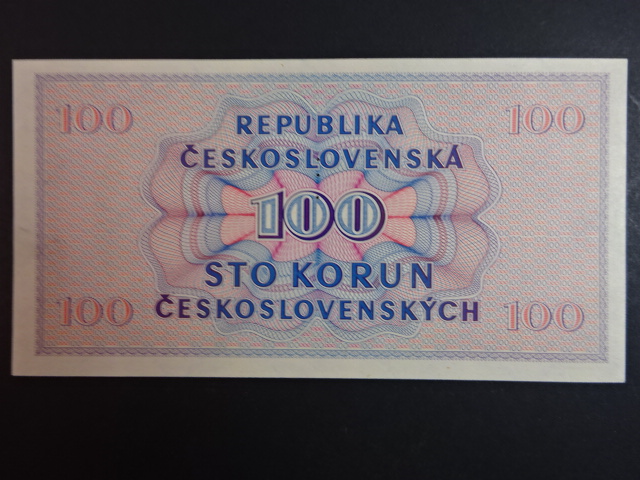 100 100
REPUBLIKA
ČESKOSLOVENSKÁ
100
STO KORUN
ČESKOSLOVENSKÝCH
100 100